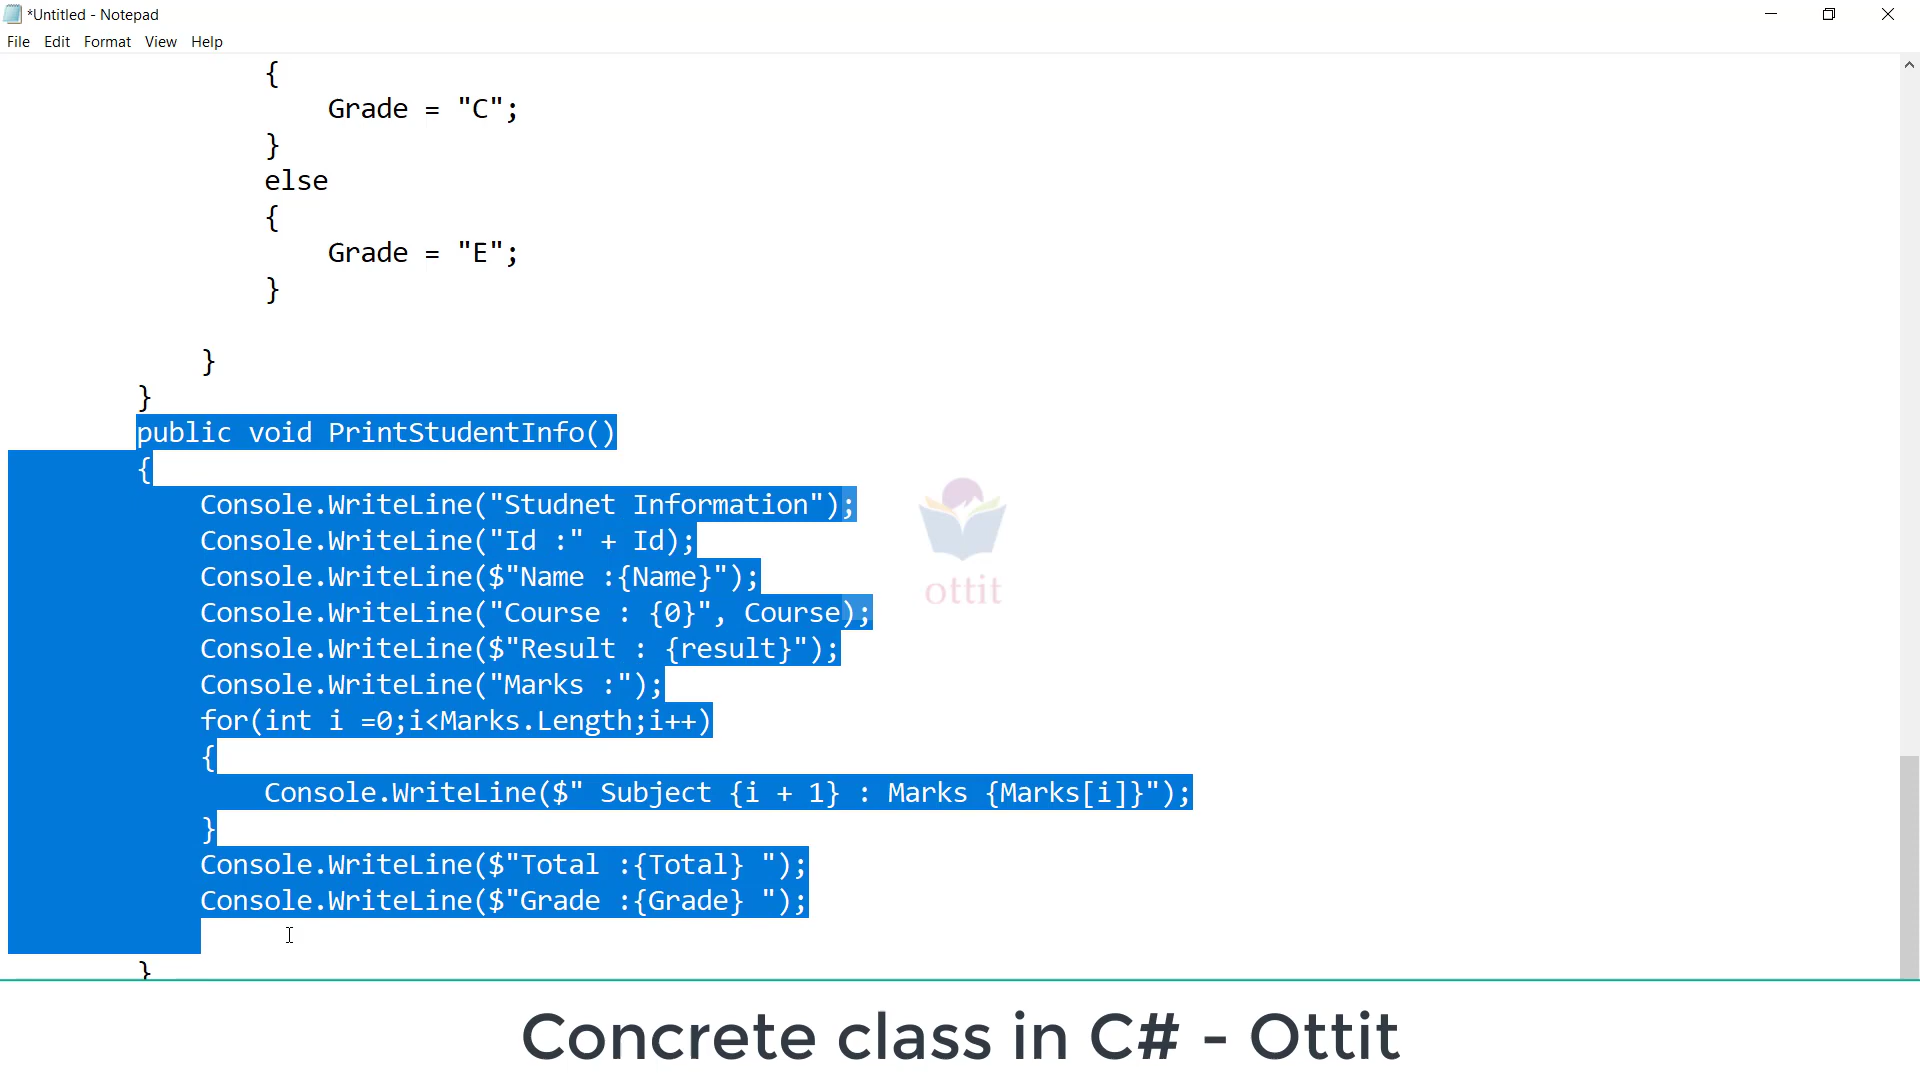 *Untitled - Notepad
File Edit Format View Help
{
Grade = "C";
}
else
{
Grade = "E";
}
}
}
public void PrintStudentInfo()
{
Console.WriteLine("Studnet Information");
Console.WriteLine("Id :" + Id);
Console.WriteLine($"Name :{Name}");
Console.WriteLine("Course : {0}", Course);
Console.WriteLine($"Result : {result}");
Console.WriteLine("Marks :");
for(int i =0;i<Marks.Length;i++)
{
Console.WriteLine($" Subject {i + 1} : Marks {Marks[i]}");
}
Console.WriteLine($"Total :{Total} ");
Console.WriteLine($"Grade :{Grade} ");
}
ottit
Concrete class in C# - Ottit